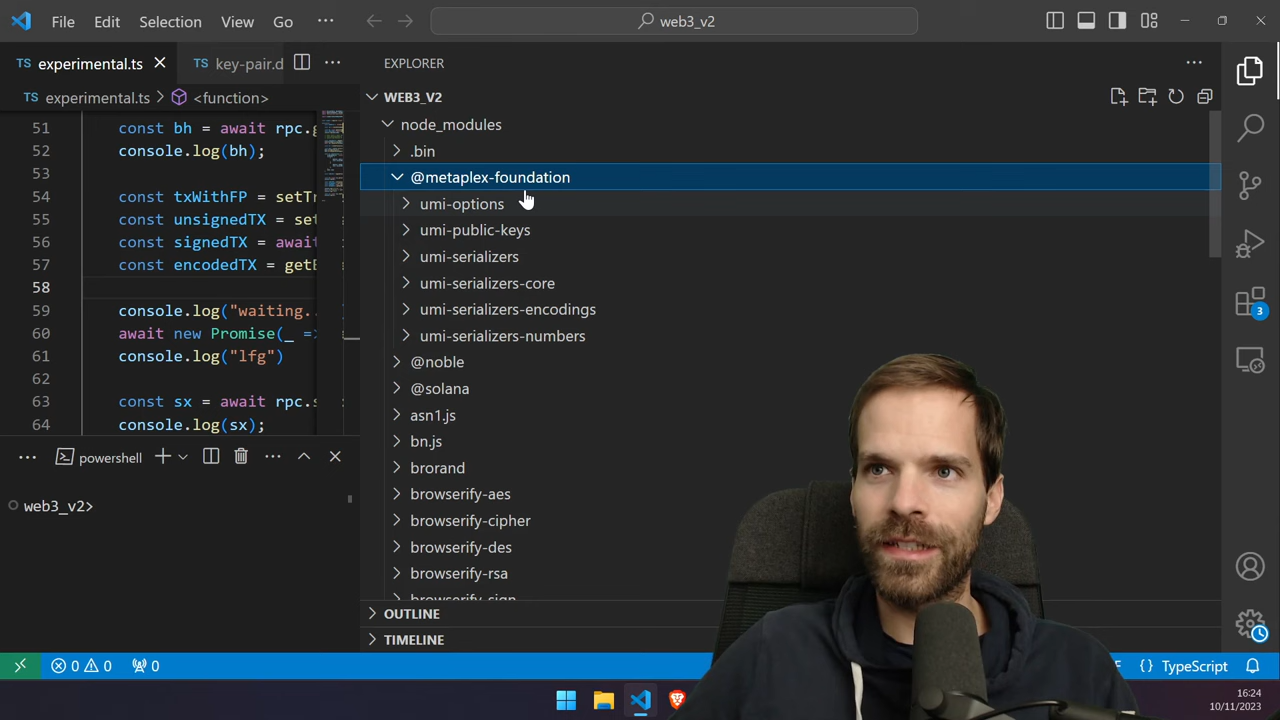 File Edit Selection View Go ··· web3_v2
TS experimental.ts TS key-pair.d ···
TS experimental.ts > <function>
51 const bh = await rpc.g
52 console.log(bh);
53
54 const txWithFP = setTr
55 const unsignedTX = set
56 const signedTX = await
57 const encodedTX = getE
58
59 console.log("waiting..
60 await new Promise(_ =>
61 console.log("lfg")
62
63 const sx = await rpc.s
64 console.log(sx);
··· powershell ···
web3_v2>
EXPLORER ···
WEB3_V2
node_modules
.bin
@metaplex-foundation
umi-options
umi-public-keys
umi-serializers
umi-serializers-core
umi-serializers-encodings
umi-serializers-numbers
@noble
@solana
asn1.js
bn.js
brorand
browserify-aes
browserify-cipher
browserify-des
browserify-rsa
browserify-sign
OUTLINE
TIMELINE
3
0 0 0 {} TypeScript
16:24
10/11/2023